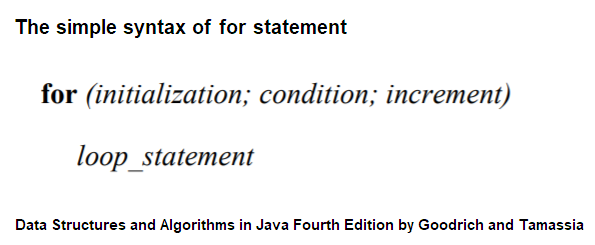 The simple syntax of for statement
for (initialization; condition; increment)
loop_statement
Data Structures and Algorithms in Java Fourth Edition by Goodrich and Tamassia